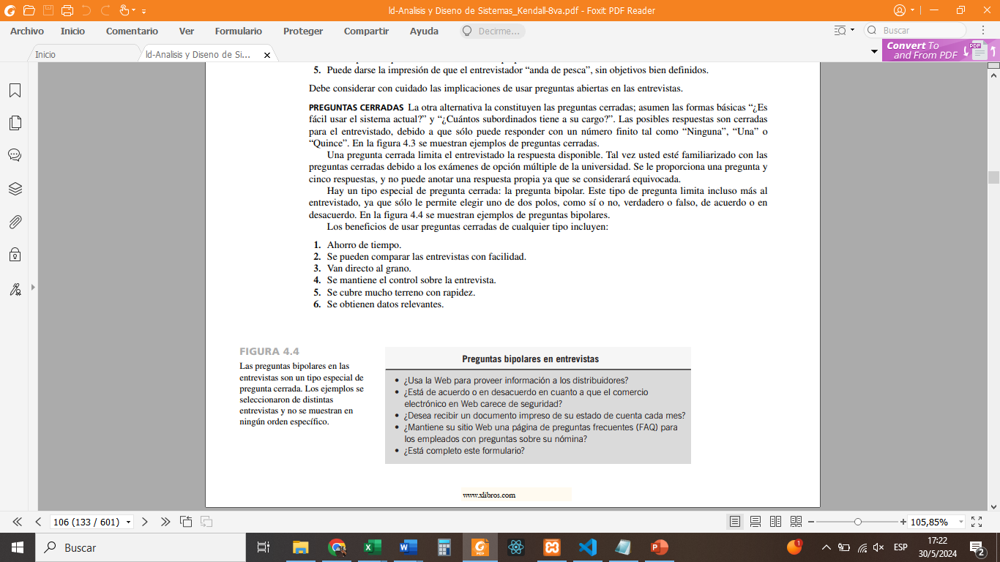 ld-Analisis y Diseno de Sistemas_Kendall-8va.pdf - Foxit PDF Reader
Archivo Inicio Comentario Ver Formulario Proteger Compartir Ayuda Decirme... Buscar
Inicio ld-Analisis y Diseno de Si... Convert To and From PDF PDF
5. Puede darse la impresión de que el entrevistador “anda de pesca”, sin objetivos bien definidos.
Debe considerar con cuidado las implicaciones de usar preguntas abiertas en las entrevistas.
PREGUNTAS CERRADAS La otra alternativa la constituyen las preguntas cerradas; asumen las formas básicas “¿Es
fácil usar el sistema actual?” y “¿Cuántos subordinados tiene a su cargo?”. Las posibles respuestas son cerradas
para el entrevistado, debido a que sólo puede responder con un número finito tal como “Ninguna”, “Una” o
“Quince”. En la figura 4.3 se muestran ejemplos de preguntas cerradas.
Una pregunta cerrada limita el entrevistado la respuesta disponible. Tal vez usted esté familiarizado con las
preguntas cerradas debido a los exámenes de opción múltiple de la universidad. Se le proporciona una pregunta y
cinco respuestas, y no puede anotar una respuesta propia ya que se considerará equivocada.
Hay un tipo especial de pregunta cerrada: la pregunta bipolar. Este tipo de pregunta limita incluso más al
entrevistado, ya que sólo le permite elegir uno de dos polos, como sí o no, verdadero o falso, de acuerdo o en
desacuerdo. En la figura 4.4 se muestran ejemplos de preguntas bipolares.
Los beneficios de usar preguntas cerradas de cualquier tipo incluyen:
1. Ahorro de tiempo.
2. Se pueden comparar las entrevistas con facilidad.
3. Van directo al grano.
4. Se mantiene el control sobre la entrevista.
5. Se cubre mucho terreno con rapidez.
6. Se obtienen datos relevantes.
FIGURA 4.4
Las preguntas bipolares en las
entrevistas son un tipo especial de
pregunta cerrada. Los ejemplos se
seleccionaron de distintas
entrevistas y no se muestran en
ningún orden específico.
Preguntas bipolares en entrevistas
• ¿Usa la Web para proveer información a los distribuidores?
• ¿Está de acuerdo o en desacuerdo en cuanto a que el comercio
electrónico en Web carece de seguridad?
• ¿Desea recibir un documento impreso de su estado de cuenta cada mes?
• ¿Mantiene su sitio Web una página de preguntas frecuentes (FAQ) para
los empleados con preguntas sobre su nómina?
• ¿Está completo este formulario?
www.xlibros.com
106 (133 / 601) 105,85%
Buscar ESP 17:22
30/5/2024 2